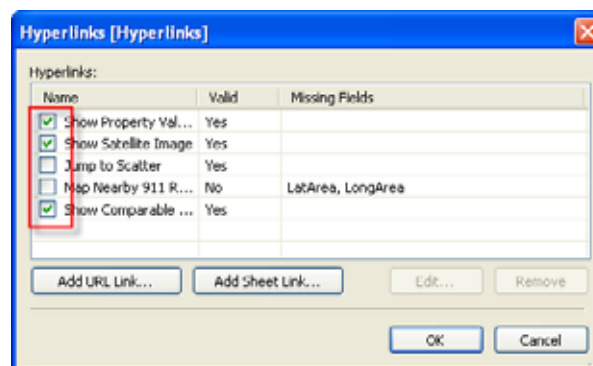 Hyperlinks [Hyperlinks]
Hyperlinks:
Name Valid Missing Fields
Show Property Val... Yes
Show Satellite Image Yes
Jump to Scatter Yes
Map Nearby 911 R... No LatArea, LongArea
Show Comparable ... Yes
Add URL Link... Add Sheet Link... Edit... Remove
OK Cancel